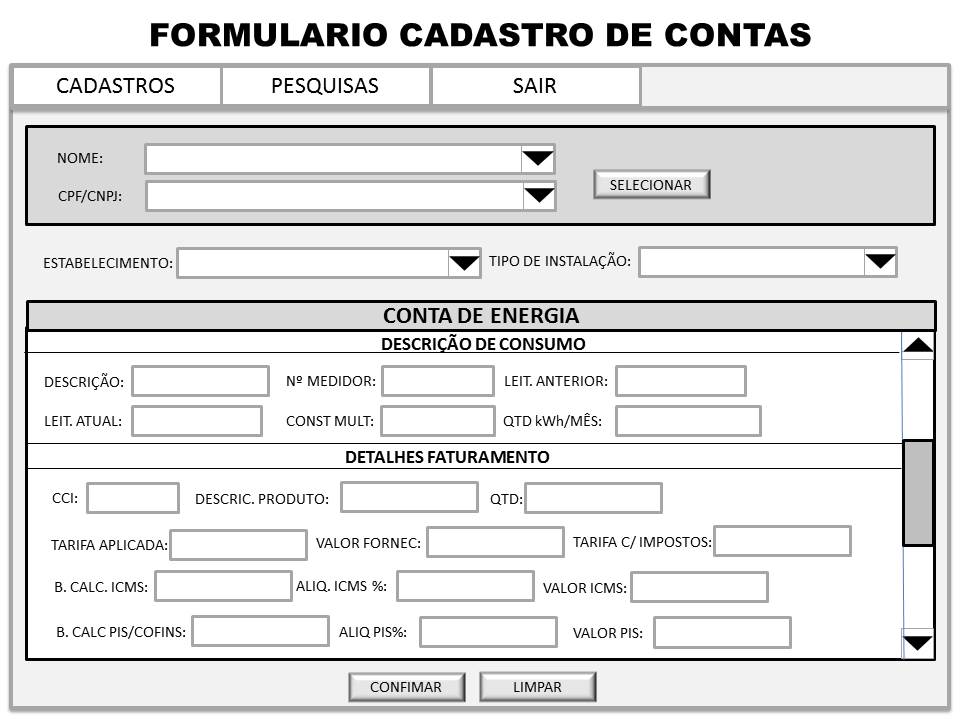 FORMULARIO CADASTRO DE CONTAS
CADASTROS PESQUISAS SAIR
NOME:
SELECIONAR
CPF/CNPJ:
ESTABELECIMENTO: TIPO DE INSTALAÇÃO:
CONTA DE ENERGIA
DESCRIÇÃO DE CONSUMO
DESCRIÇÃO: Nº MEDIDOR: LEIT. ANTERIOR:
LEIT. ATUAL: CONST MULT: QTD kWh/MÊS:
DETALHES FATURAMENTO
CCI: DESCRIC. PRODUTO: QTD:
TARIFA APLICADA: VALOR FORNEC: TARIFA C/ IMPOSTOS:
B. CALC. ICMS: ALIQ. ICMS %: VALOR ICMS:
B. CALC PIS/COFINS: ALIQ PIS%: VALOR PIS:
CONFIMAR LIMPAR